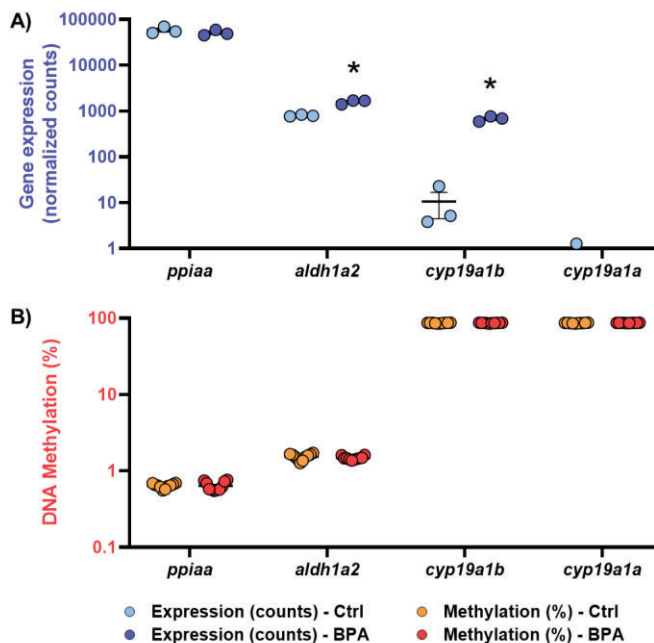 A)
Gene expression
(normalized counts)
100000
10000
1000
100
10
1
*
*
ppiaa aldh1a2 cyp19a1b cyp19a1a
B)
DNA Methylation (%)
100
10
1
0.1
ppiaa aldh1a2 cyp19a1b cyp19a1a
Expression (counts) - Ctrl Methylation (%) - Ctrl
Expression (counts) - BPA Methylation (%) - BPA